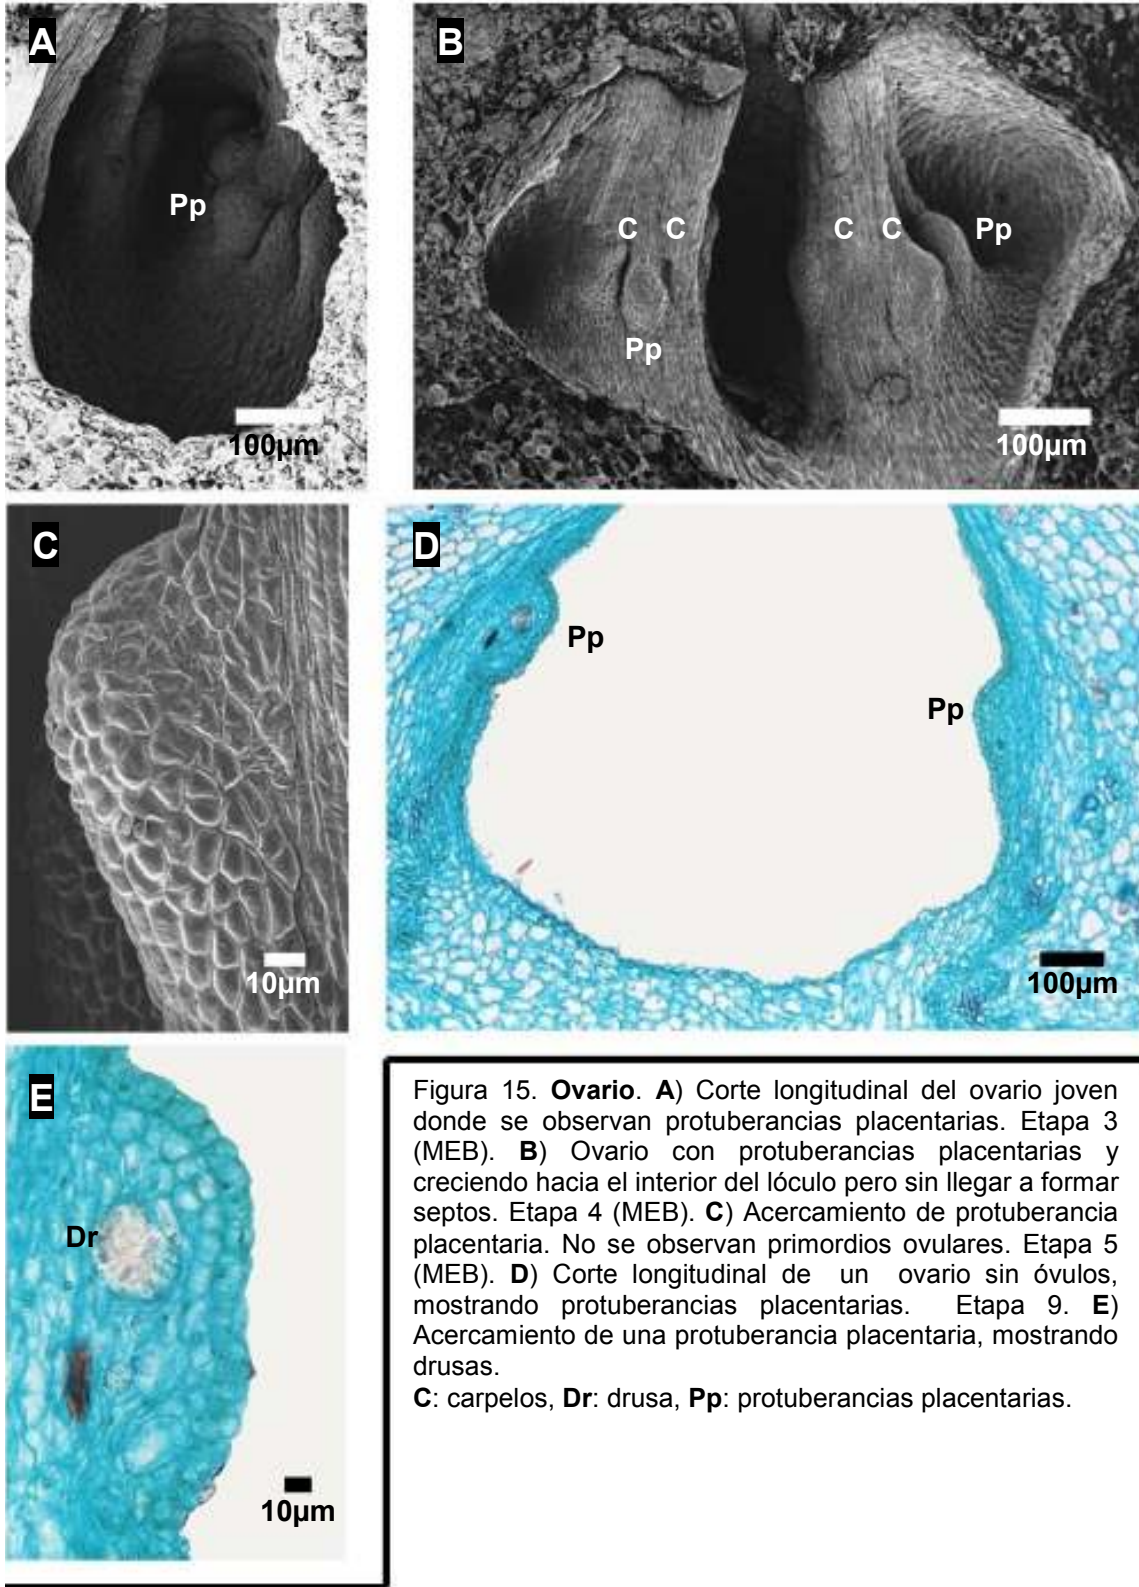 A
Pp
100µm
B
C C C C Pp
Pp
100µm
C
10µm
D
Pp
Pp
100µm
E
Dr
10µm
Figura 15. Ovario. A) Corte longitudinal del ovario joven
donde se observan protuberancias placentarias. Etapa 3
(MEB). B) Ovario con protuberancias placentarias y
creciendo hacia el interior del lóculo pero sin llegar a formar
septos. Etapa 4 (MEB). C) Acercamiento de protuberancia
placentaria. No se observan primordios ovulares. Etapa 5
(MEB). D) Corte longitudinal de un ovario sin óvulos,
mostrando protuberancias placentarias. Etapa 9. E)
Acercamiento de una protuberancia placentaria, mostrando
drusas.
C: carpelos, Dr: drusa, Pp: protuberancias placentarias.